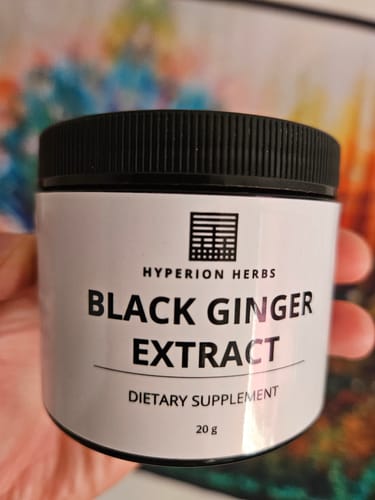 HYPERION HERBS
BLACK GINGER
EXTRACT
DIETARY SUPPLEMENT
20 g